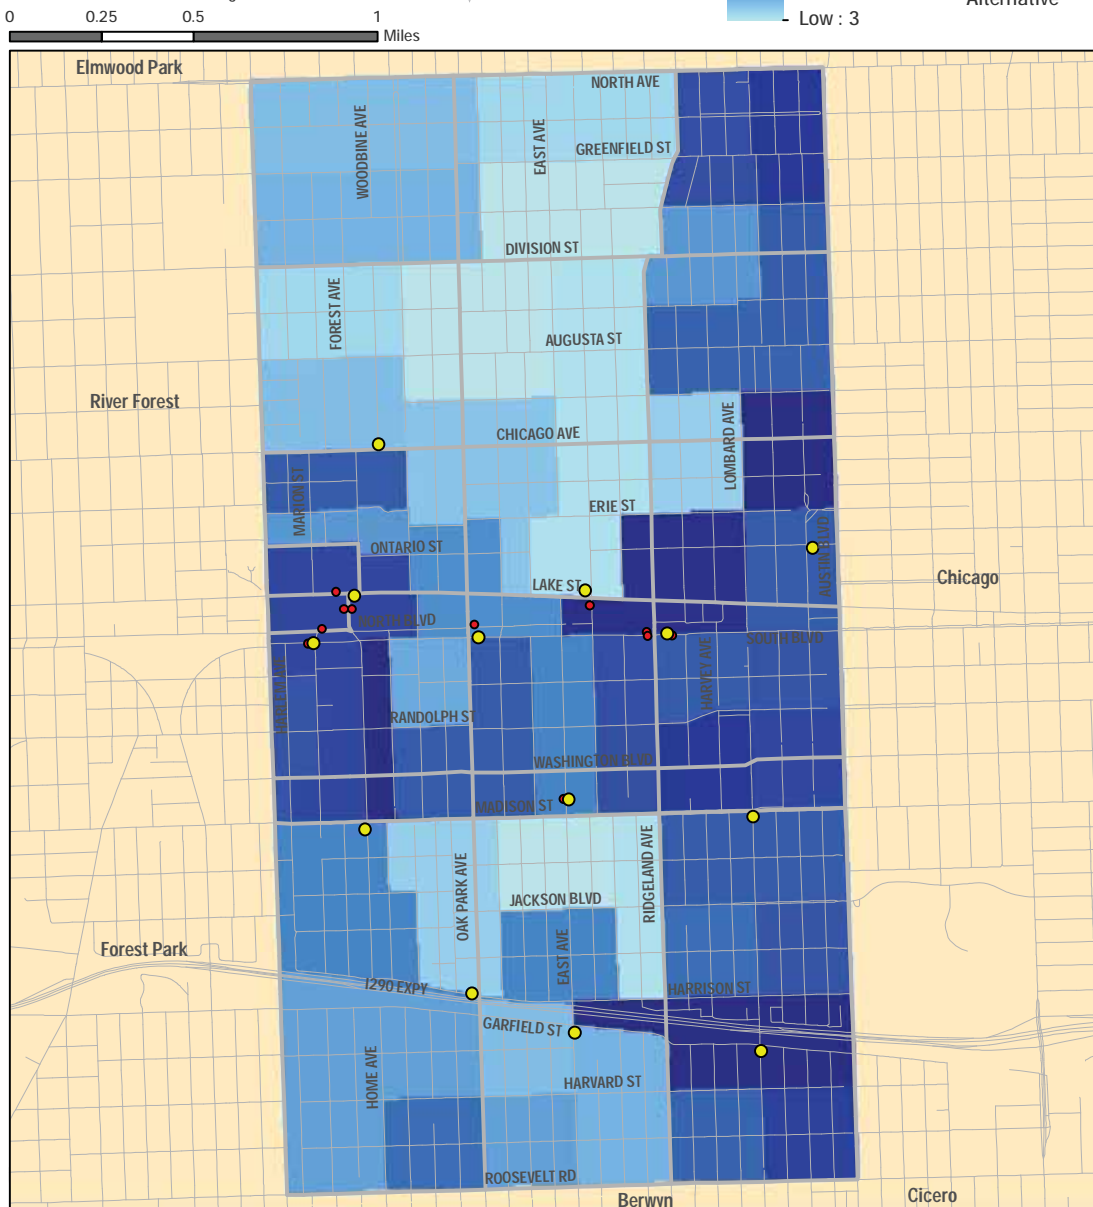 Alternative
Low : 3
0 0.25 0.5 1
Miles
Elmwood Park
NORTH AVE
WOODBINE AVE
EAST AVE
GREENFIELD ST
DIVISION ST
FOREST AVE
AUGUSTA ST
River Forest
CHICAGO AVE
LOMBARD AVE
MARION ST
ERIE ST
ONTARIO ST
AUSTIN BLVD
LAKE ST
Chicago
NORTH BLVD
SOUTH BLVD
HARLEM AVE
HARVEY AVE
RANDOLPH ST
WASHINGTON BLVD
MADISON ST
OAK PARK AVE
RIDGELAND AVE
JACKSON BLVD
EAST AVE
Forest Park
I290 EXPY
HARRISON ST
GARFIELD ST
HOME AVE
HARVARD ST
ROOSEVELT RD
Berwyn
Cicero